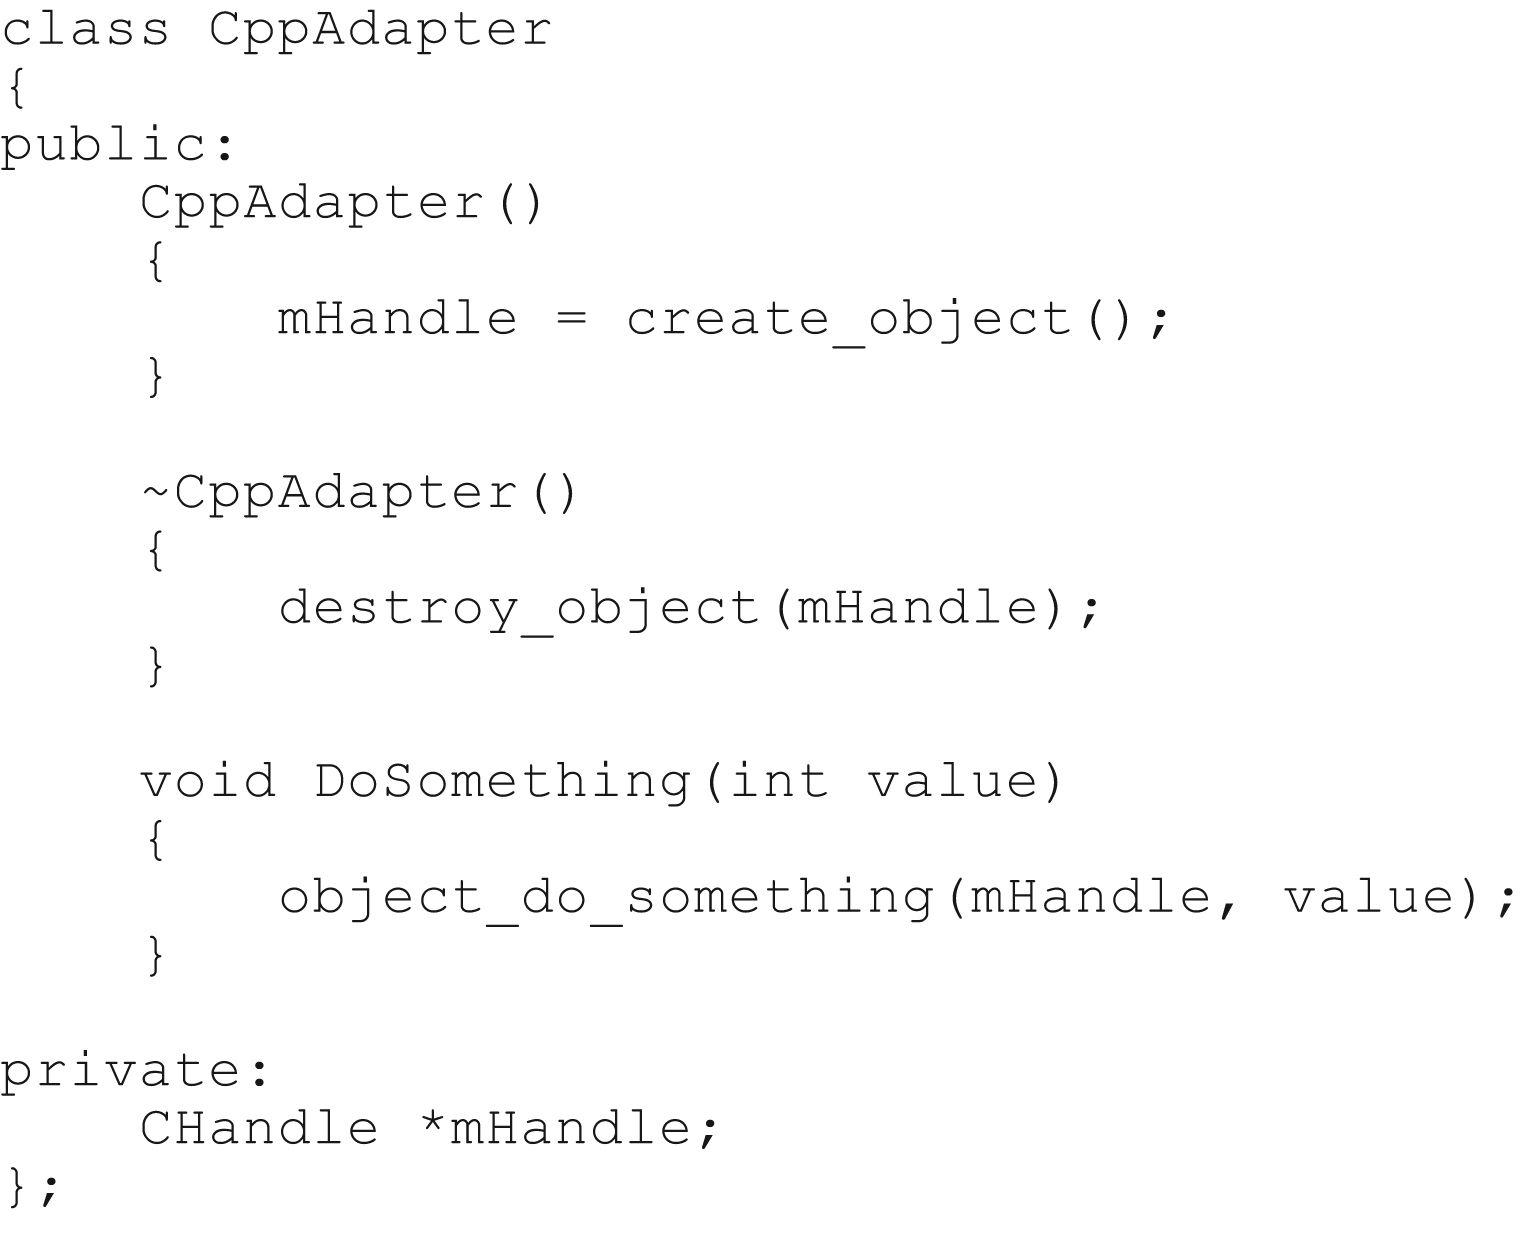 class CppAdapter
{
public:
    CppAdapter()
    {
        mHandle = create_object();
    }

    ~CppAdapter()
    {
        destroy_object(mHandle);
    }

    void DoSomething(int value)
    {
        object_do_something(mHandle, value);
    }

private:
    CHandle *mHandle;
};